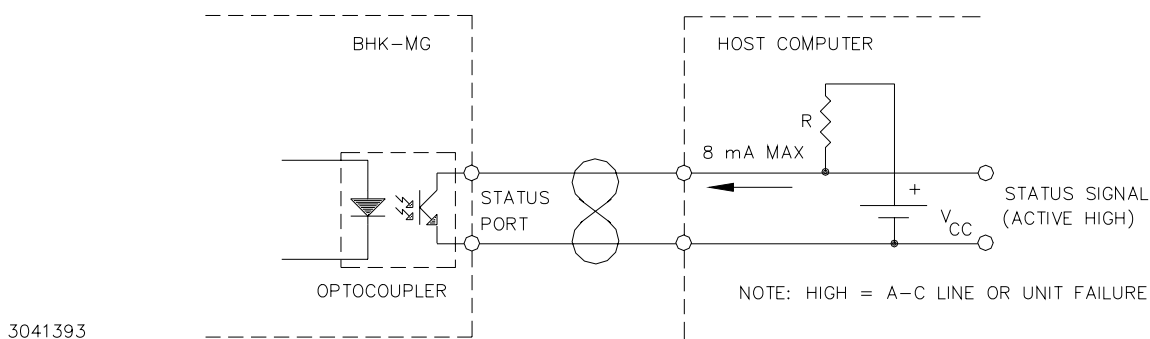 BHK-MG
HOST COMPUTER
R
8 mA MAX
+
STATUS
PORT
STATUS SIGNAL
(ACTIVE HIGH)
VCC
OPTOCOUPLER
NOTE: HIGH = A-C LINE OR UNIT FAILURE
3041393